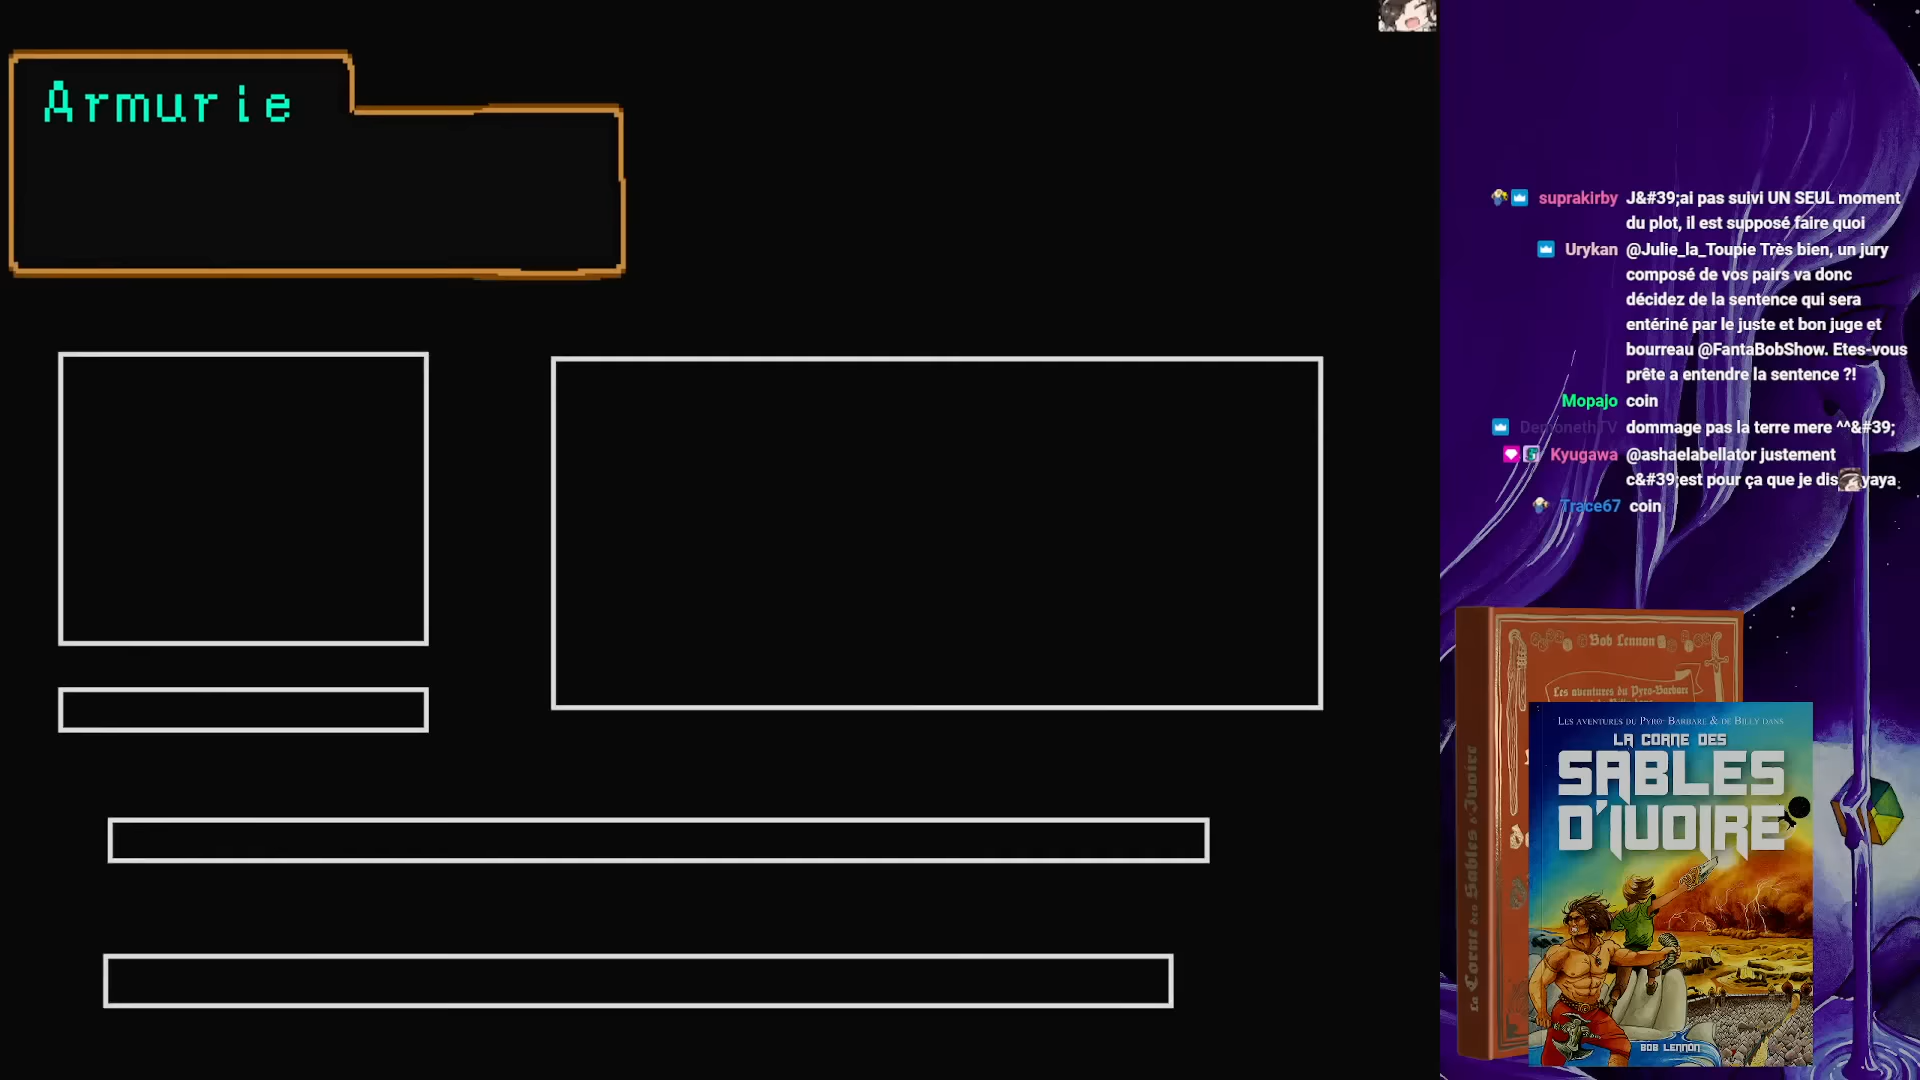 Armurie
suprakirby J&#39;ai pas suivi UN SEUL moment
du plot, il est supposé faire quoi
Urykan @Julie_la_Toupie Très bien, un jury
composé de vos pairs va donc
décidez de la sentence qui sera
entériné par le juste et bon juge et
bourreau @FantaBobShow. Etes-vous
prête a entendre la sentence ?!
Mopajo coin
DemonethTV dommage pas la terre mere ^^&#39;
Kyugawa @ashaelabellator justement
c&#39;est pour ça que je dis yaya
Trace67 coin
Bob Lennon
Les aventures du Pyro-Barbare
La Corne des Sables d'Ivoire
LES AVENTURES DU PYRO-BARBARE & DE BILLY DANS
LA CORNE DES
SABLES
D'IVOIRE
BOB LENNON